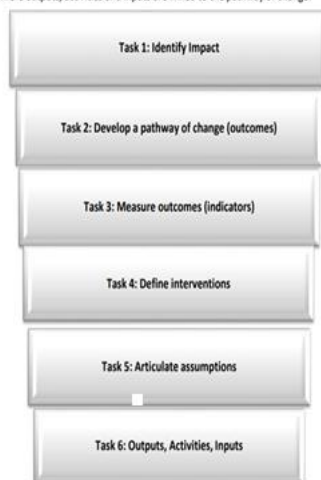 Task 1: Identify Impact
Task 2: Develop a pathway of change (outcomes)
Task 3: Measure outcomes (indicators)
Task 4: Define interventions
Task 5: Articulate assumptions
Task 6: Outputs, Activities, Inputs